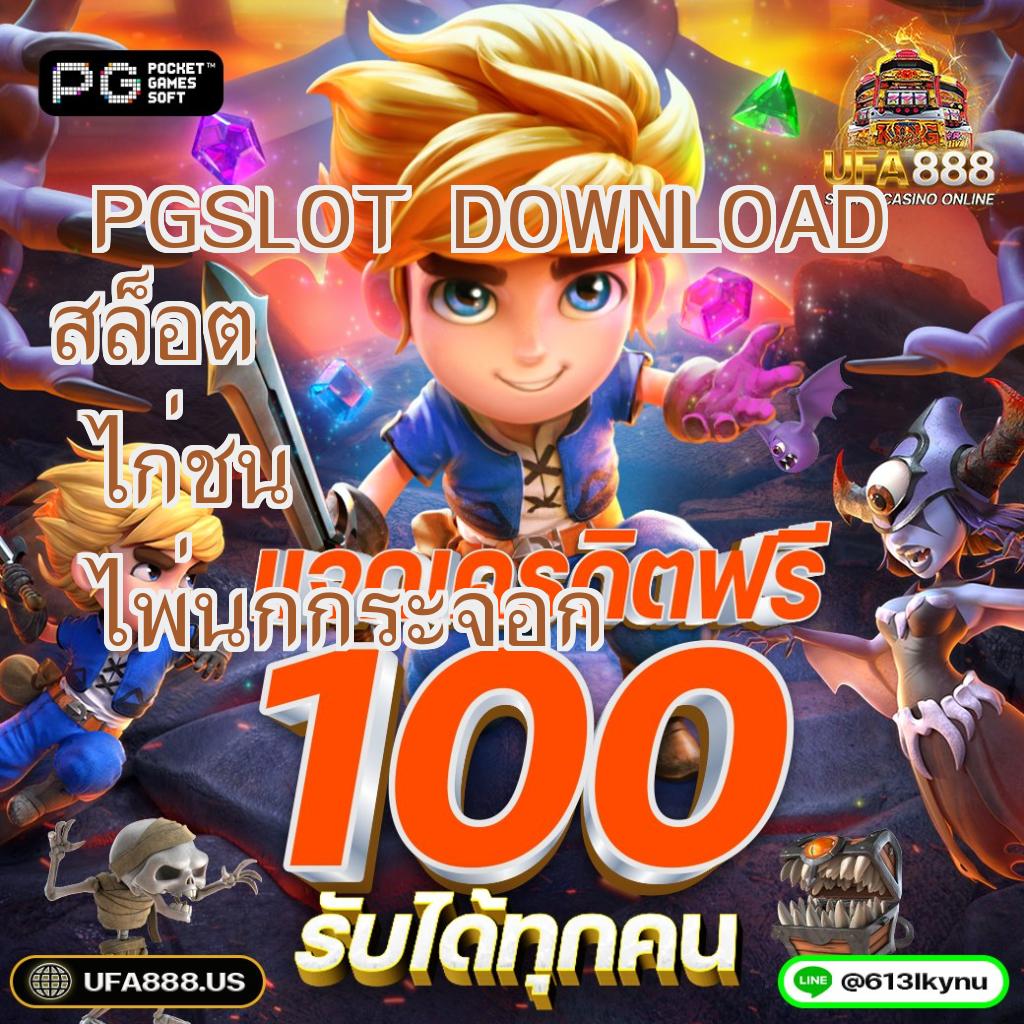 PG POCKET GAMES SOFT™
UFA888
CASINO ONLINE
PGSLOT DOWNLOAD
สล็อต
ไก่ชน
แจกเครดิตฟรี
ไพ่นกกระจอก
100
รับได้ทุกคน
UFA888.US
LINE @613lkynu